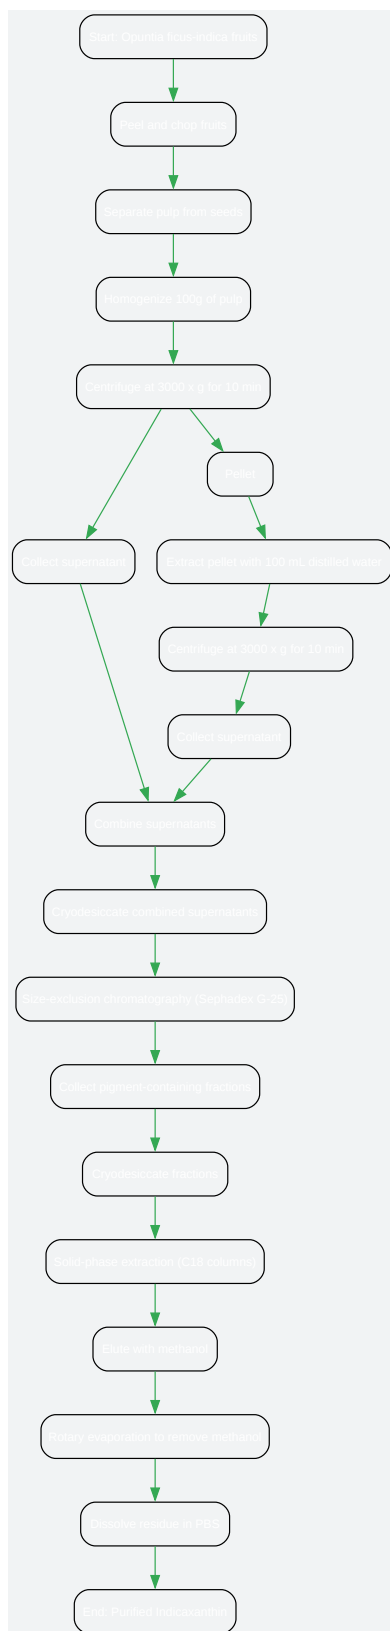 Start: Opuntia ficus-indica fruits
Peel and chop fruits
Separate pulp from seeds
Homogenize 100g of pulp
Centrifuge at 3000 x g for 10 min
Pellet
Collect supernatant
Extract pellet with 100 mL distilled water
Centrifuge at 3000 x g for 10 min
Collect supernatant
Combine supernatants
Cryodesiccate combined supernatants
Size-exclusion chromatography (Sephadex G-25)
Collect pigment-containing fractions
Cryodesiccate fractions
Solid-phase extraction (C18 columns)
Elute with methanol
Rotary evaporation to remove methanol
Dissolve residue in PBS
End: Purified Indicaxanthin